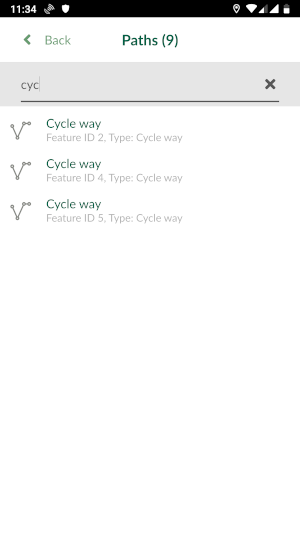 11:34
Back
Paths (9)
cyc
Cycle way
Feature ID 2, Type: Cycle way
Cycle way
Feature ID 4, Type: Cycle way
Cycle way
Feature ID 5, Type: Cycle way